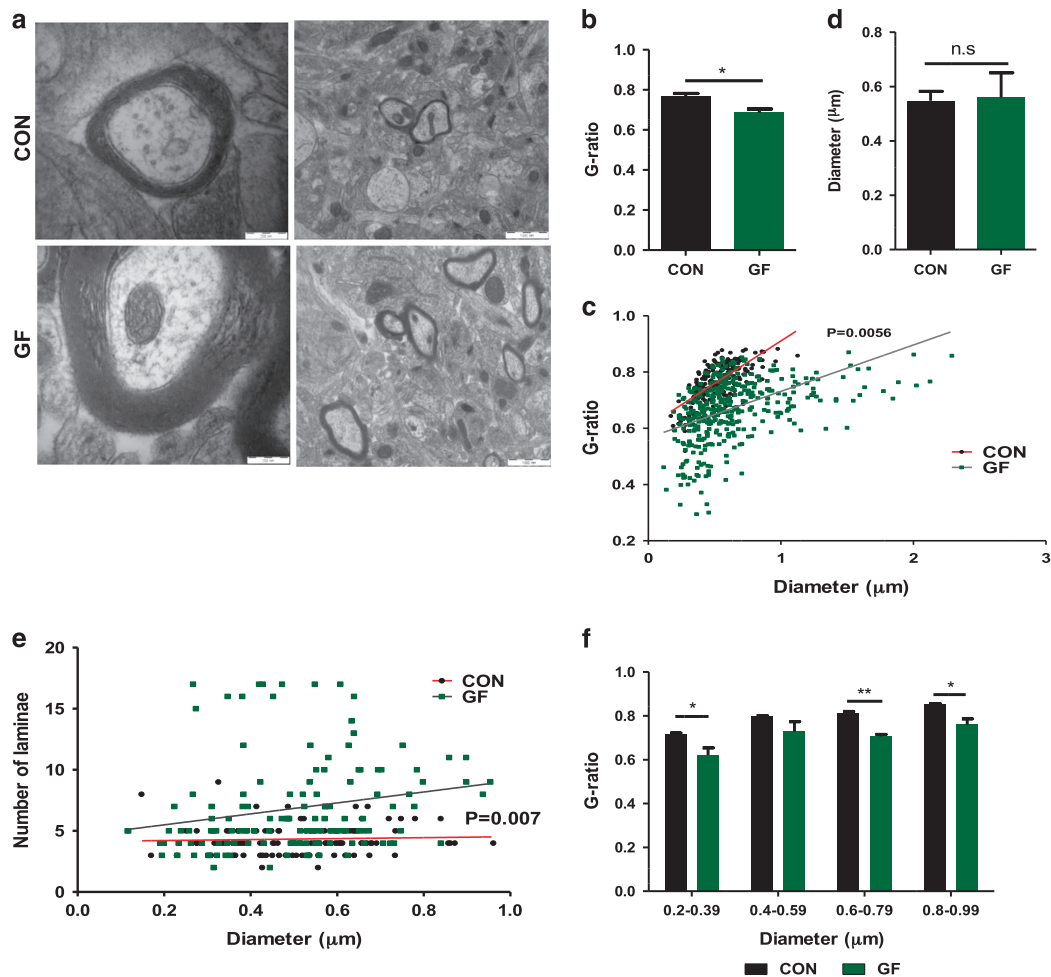 a
CON
GF
b
G-ratio
1.0
0.8
0.6
0.4
0.2
0.0
*
CON
GF
d
Diameter (μm)
0.8
0.6
0.4
0.2
0.0
n.s
CON
GF
c
G-ratio
1.0
0.8
0.6
0.4
0.2
P=0.0056
CON
GF
0
1
2
3
Diameter (μm)
e
Number of laminae
20
15
10
5
0
CON
GF
P=0.007
0.0
0.2
0.4
0.6
0.8
1.0
Diameter (μm)
f
G-ratio
1.0
0.8
0.6
0.4
0.2
0.0
*
**
*
0.2-0.39
0.4-0.59
0.6-0.79
0.8-0.99
Diameter (μm)
CON
GF